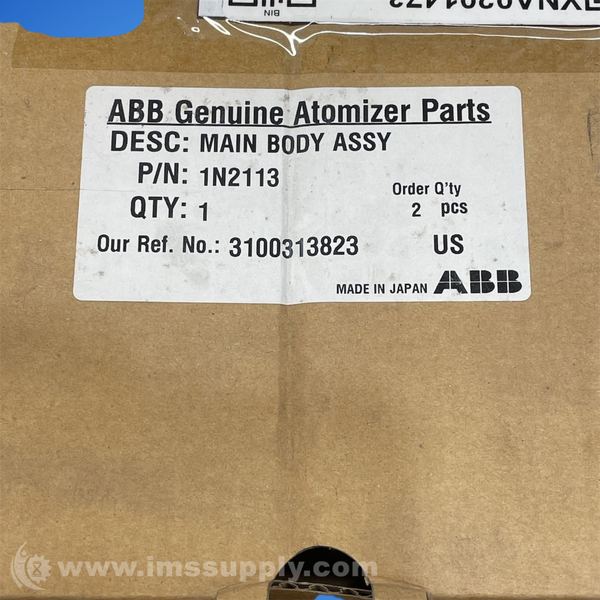 BIN
ABB Genuine Atomizer Parts
DESC: MAIN BODY ASSY
P/N: 1N2113
QTY: 1
Order Q'ty
2 pcs
Our Ref. No.: 3100313823 US
MADE IN JAPAN ABB
www.imssupply.com